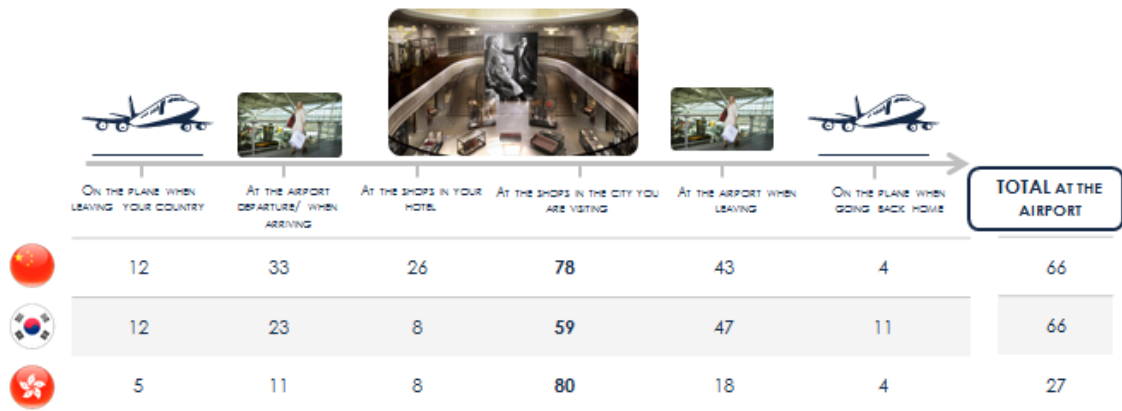 ON THE PLANE WHEN
LEAVING YOUR COUNTRY
AT THE AIRPORT
DEPARTURE/ WHEN
ARRIVING
AT THE SHOPS IN YOUR
HOTEL
AT THE SHOPS IN THE CITY YOU
ARE VISITING
AT THE AIRPORT WHEN
LEAVING
ON THE PLANE WHEN
GOING BACK HOME
TOTAL AT THE
AIRPORT
12 33 26 78 43 4 66
12 23 8 59 47 11 66
5 11 8 80 18 4 27